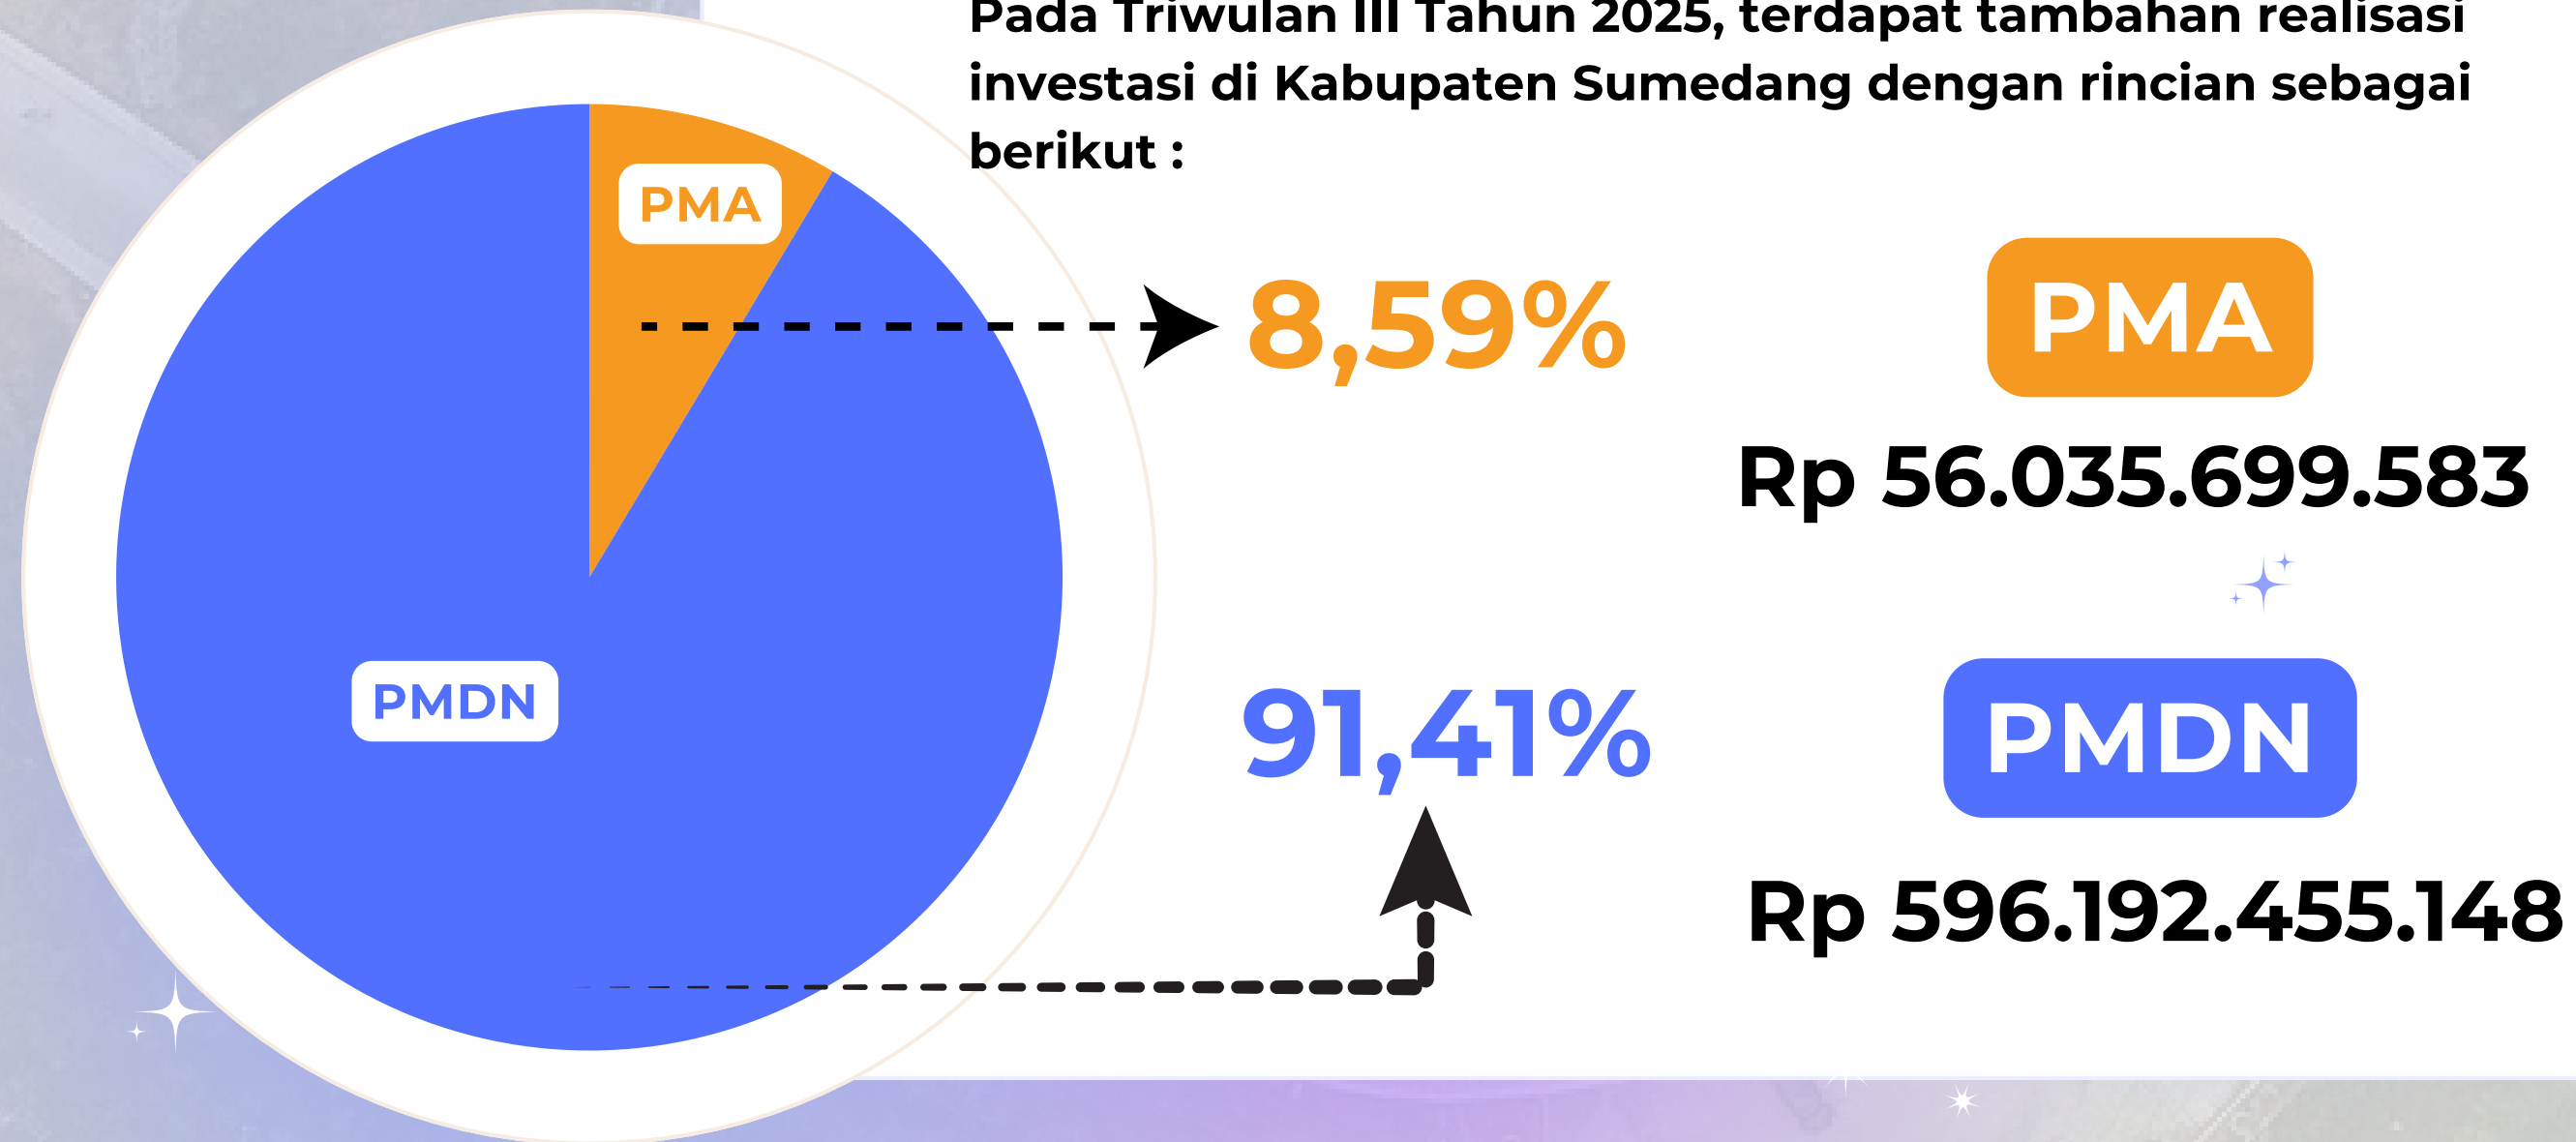 Pada Triwulan III Tahun 2025, terdapat tambahan realisasi
investasi di Kabupaten Sumedang dengan rincian sebagai
berikut :
PMA
8,59%
PMA
Rp 56.035.699.583
PMDN
91,41%
PMDN
Rp 596.192.455.148